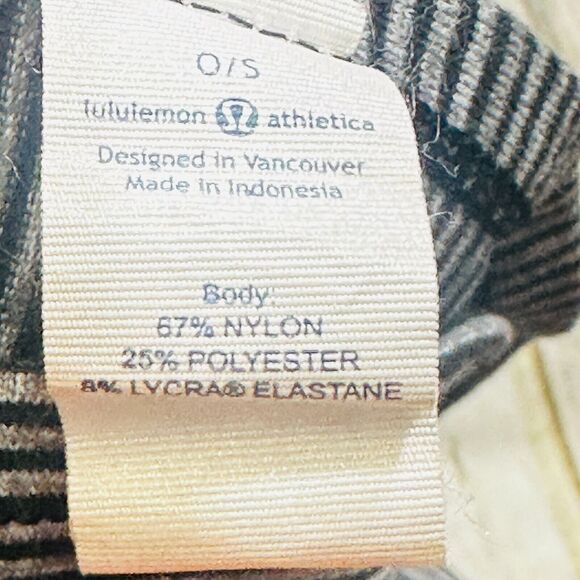 O/S
lululemon athletica
Designed in Vancouver
Made in Indonesia
Body:
67% NYLON
25% POLYESTER
8% LYCRA® ELASTANE